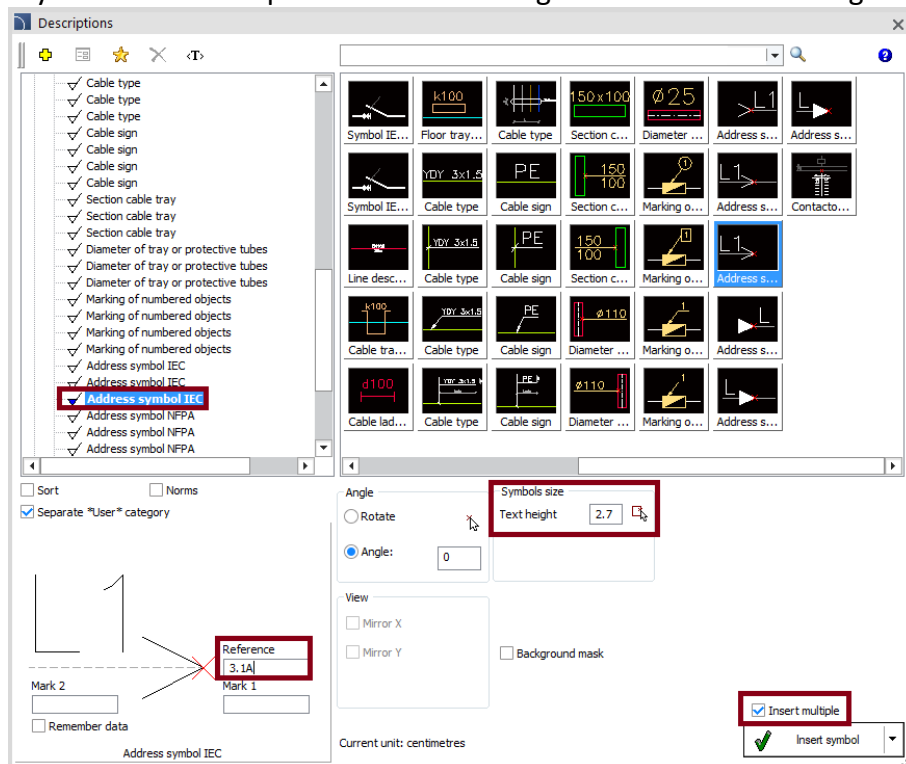 Descriptions
<T>
Cable type
Cable type
Cable type
Cable sign
Cable sign
Cable sign
Cable sign
Section cable tray
Section cable tray
Section cable tray
Diameter of tray or protective tubes
Diameter of tray or protective tubes
Diameter of tray or protective tubes
Marking of numbered objects
Marking of numbered objects
Marking of numbered objects
Marking of numbered objects
Address symbol IEC
Address symbol IEC
Address symbol IEC
Address symbol NFPA
Address symbol NFPA
Address symbol NFPA
k100 150x100 Ø25 L1 L
Symbol IE... Floor tray... Cable type Section c... Diameter ... Address s... Address s...
YDY 3x1.5 PE 150 100 1 L1
Symbol IE... Cable type Cable sign Section c... Marking o... Address s... Contacto...
YDY 3x1.5 PE 150 100 1 L1
Line desc... Cable type Cable sign Section c... Marking o... Address s...
k100 YDY 3x1.5 PE ø110 1 L
Cable tra... Cable type Cable sign Diameter ... Marking o... Address s...
d100 YDY 3x1.5 PE ø110 1 L
Cable lad... Cable type Cable sign Diameter ... Marking o... Address s...
Sort Norms
Separate *User* category
L1
Reference
3.1A
Mark 2 Mark 1
Remember data
Address symbol IEC
Angle
Rotate
Angle: 0
Symbols size
Text height 2.7
View
Mirror X
Mirror Y
Background mask
Current unit: centimetres
Insert multiple
Insert symbol